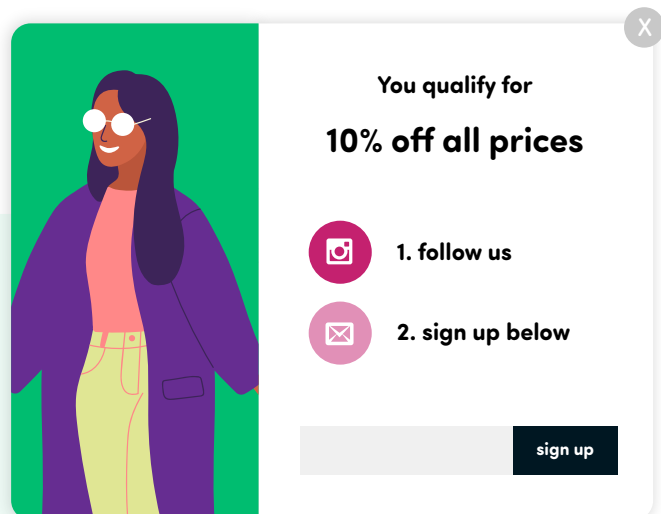 X
You qualify for
10% off all prices
1. follow us
2. sign up below
sign up